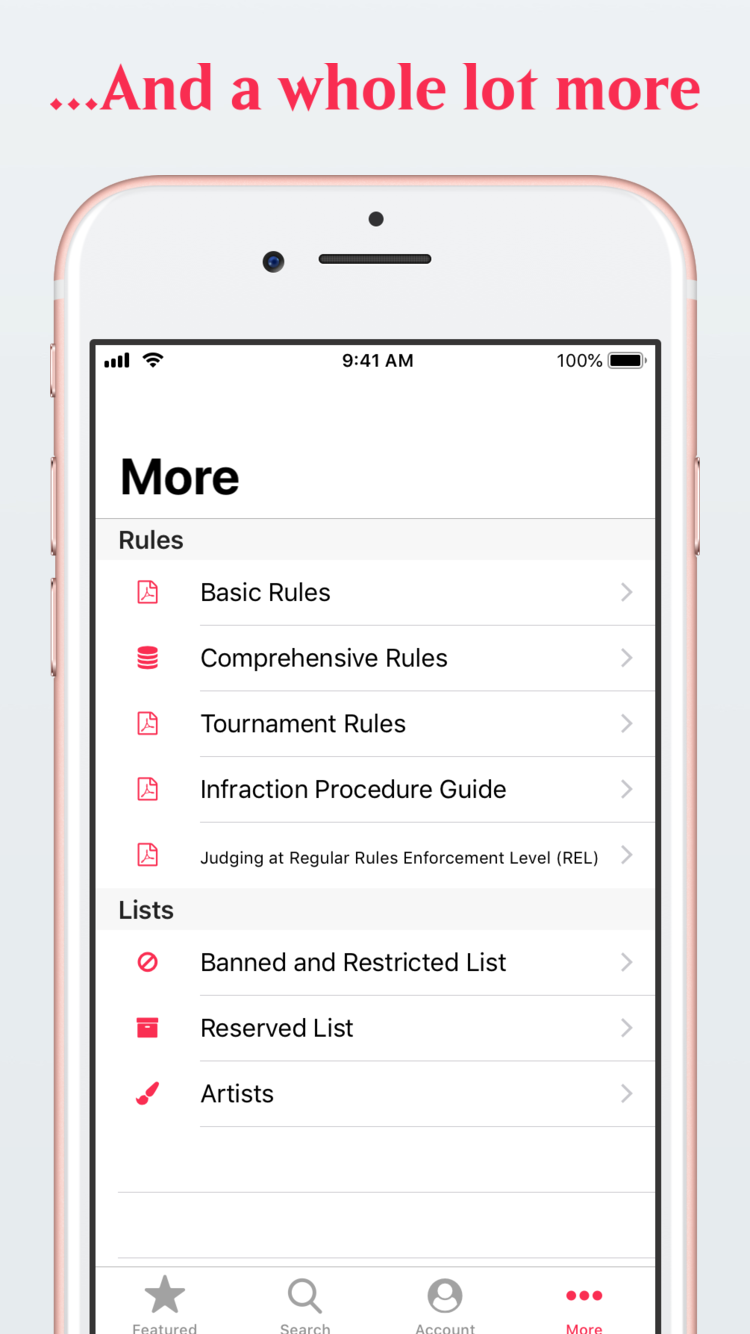 ...And a whole lot more
9:41 AM
100%
More
Rules
Basic Rules
Comprehensive Rules
Tournament Rules
Infraction Procedure Guide
Judging at Regular Rules Enforcement Level (REL)
Lists
Banned and Restricted List
Reserved List
Artists
Featured
Search
Account
More